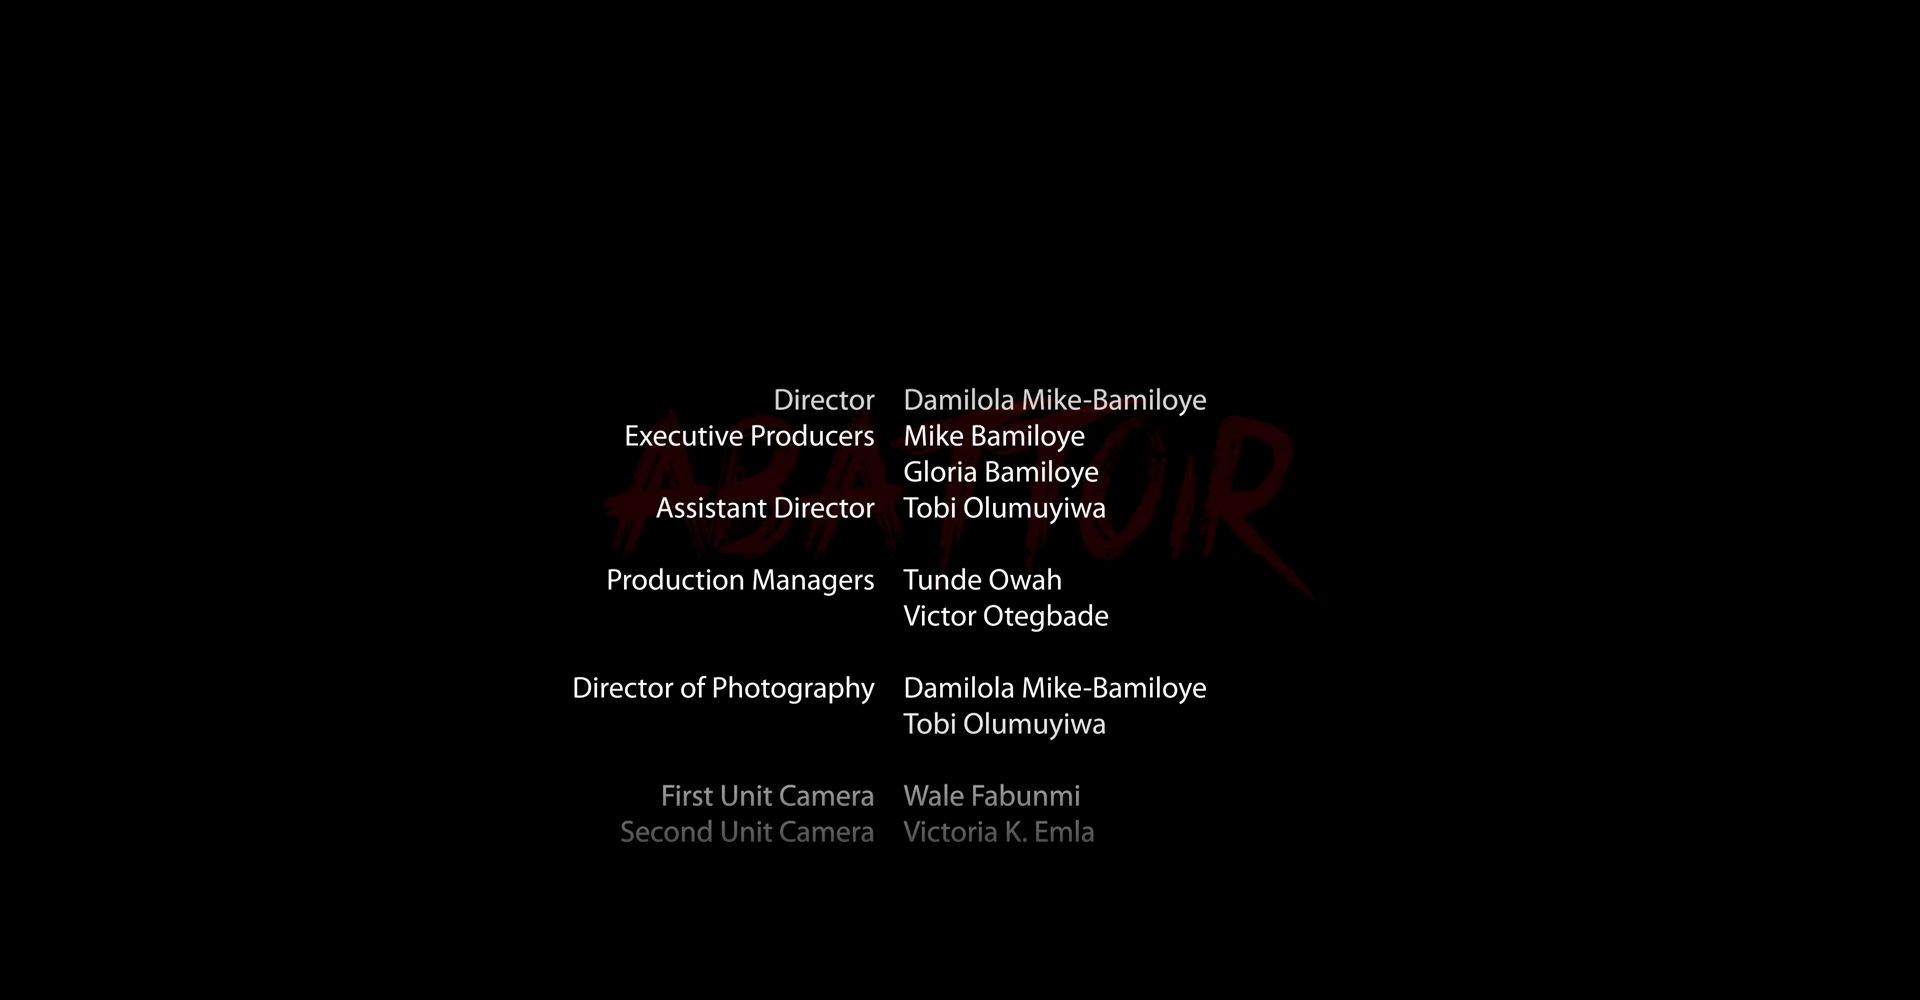 Director Damilola Mike-Bamiloye
Executive Producers Mike Bamiloye
Gloria Bamiloye
ABATTOIR
Assistant Director Tobi Olumuyiwa
Production Managers Tunde Owah
Victor Otegbade
Director of Photography Damilola Mike-Bamiloye
Tobi Olumuyiwa
First Unit Camera Wale Fabunmi
Second Unit Camera Victoria K. Emla